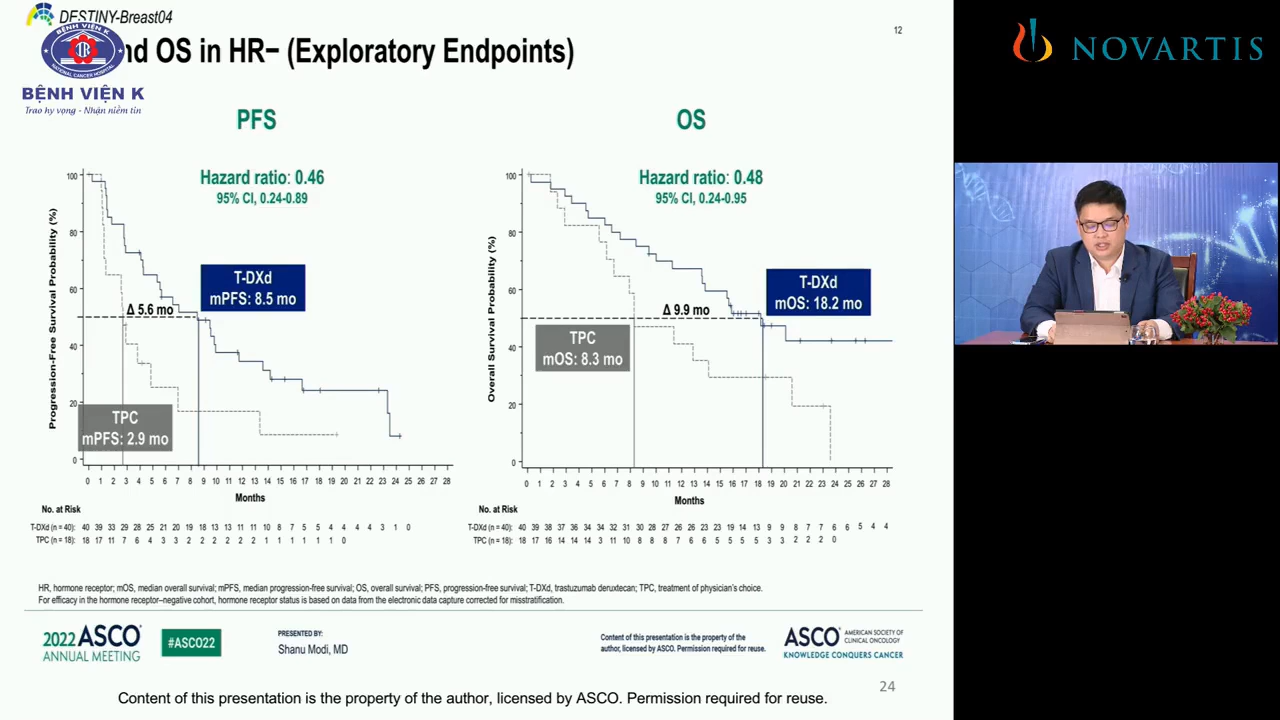 DESTINY-Breast04
12
nd OS in HR− (Exploratory Endpoints)
BỆNH VIỆN K
NATIONAL CANCER HOSPITAL
BỆNH VIỆN K
Trao hy vọng - Nhận niềm tin
NOVARTIS
PFS
Hazard ratio: 0.46
95% CI, 0.24-0.89
Progression-Free Survival Probability (%)
100
80
60
40
20
0
T-DXd
mPFS: 8.5 mo
Δ 5.6 mo
TPC
mPFS: 2.9 mo
0 1 2 3 4 5 6 7 8 9 10 11 12 13 14 15 16 17 18 19 20 21 22 23 24 25 26 27 28
Months
No. at Risk
T-DXd (n = 40): 40 39 33 29 28 25 21 20 19 18 13 13 11 11 10 8 7 5 5 4 4 4 4 3 1 0
TPC (n = 18): 18 17 11 7 6 4 3 3 2 2 2 2 2 2 1 1 1 1 1 1 0
OS
Hazard ratio: 0.48
95% CI, 0.24-0.95
Overall Survival Probability (%)
100
80
60
40
20
0
T-DXd
mOS: 18.2 mo
Δ 9.9 mo
TPC
mOS: 8.3 mo
0 1 2 3 4 5 6 7 8 9 10 11 12 13 14 15 16 17 18 19 20 21 22 23 24 25 26 27 28
Months
No. at Risk
T-DXd (n = 40): 40 39 38 37 36 34 34 32 31 30 28 27 26 26 23 23 19 14 13 9 9 8 7 7 6 6 5 4 4
TPC (n = 18): 18 17 16 14 14 14 11 10 8 8 8 7 6 6 5 5 5 5 3 3 2 2 2 0
HR, hormone receptor; mOS, median overall survival; mPFS, median progression-free survival; OS, overall survival; PFS, progression-free survival; T-DXd, trastuzumab deruxtecan; TPC, treatment of physician's choice.
For efficacy in the hormone receptor–negative cohort, hormone receptor status is based on data from the electronic data capture corrected for misstratification.
2022 ASCO
ANNUAL MEETING
#ASCO22
PRESENTED BY:
Shanu Modi, MD
Content of this presentation is the property of the
author, licensed by ASCO. Permission required for reuse.
ASCO AMERICAN SOCIETY OF
CLINICAL ONCOLOGY
KNOWLEDGE CONQUERS CANCER
24
Content of this presentation is the property of the author, licensed by ASCO. Permission required for reuse.